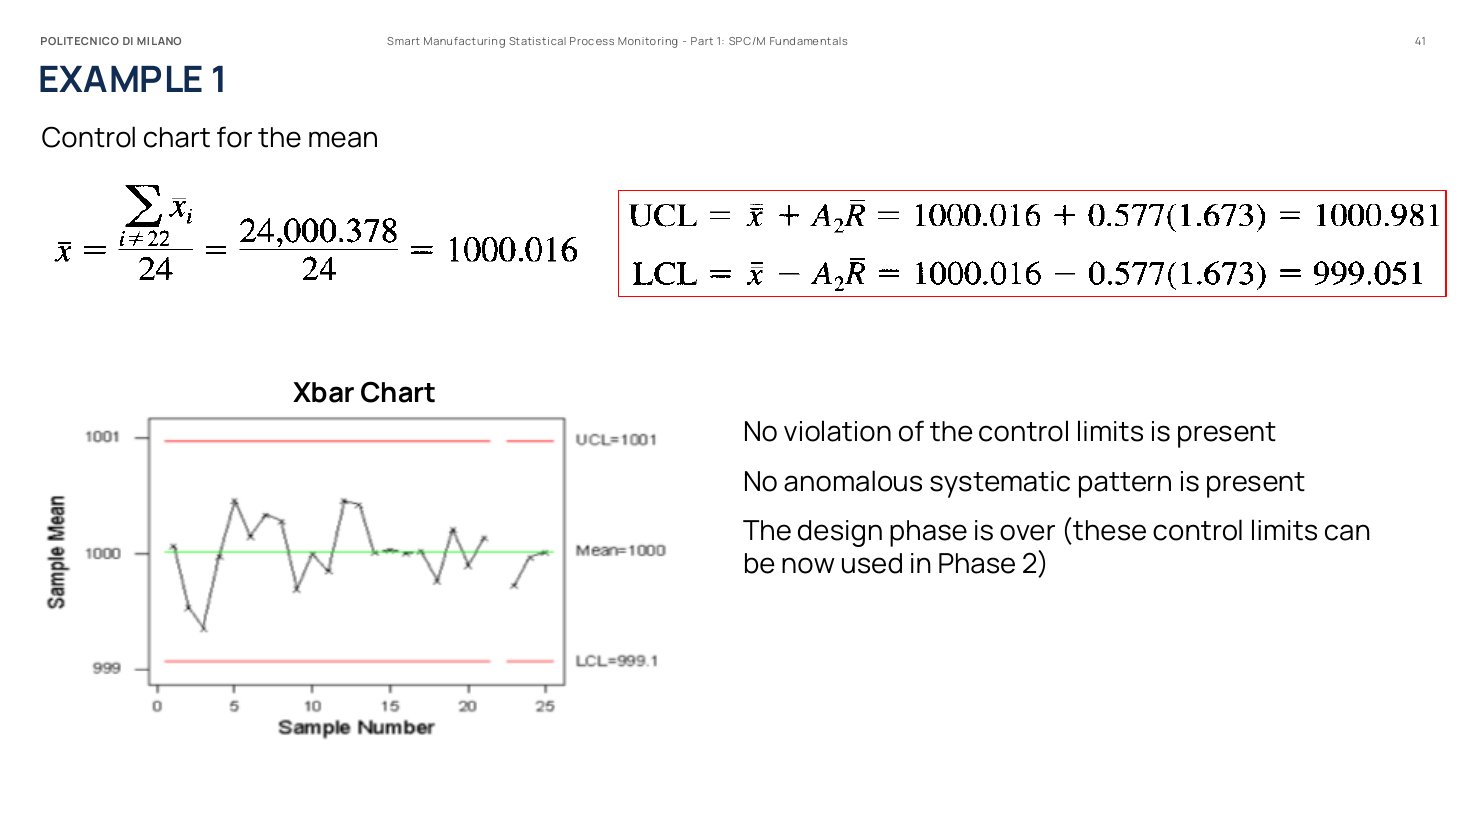 POLITECNICO DI MILANO
Smart Manufacturing Statistical Process Monitoring - Part 1: SPC/M Fundamentals
41
EXAMPLE 1
Control chart for the mean
x̿ = ∑ x̄ᵢ i≠22 / 24 = 24,000.378 / 24 = 1000.016
UCL = x̿ + A₂R̄ = 1000.016 + 0.577(1.673) = 1000.981
LCL = x̿ − A₂R̄ = 1000.016 − 0.577(1.673) = 999.051
Xbar Chart
1001
1000
999
Sample Mean
UCL=1001
Mean=1000
LCL=999.1
0 5 10 15 20 25
Sample Number
No violation of the control limits is present
No anomalous systematic pattern is present
The design phase is over (these control limits can
be now used in Phase 2)